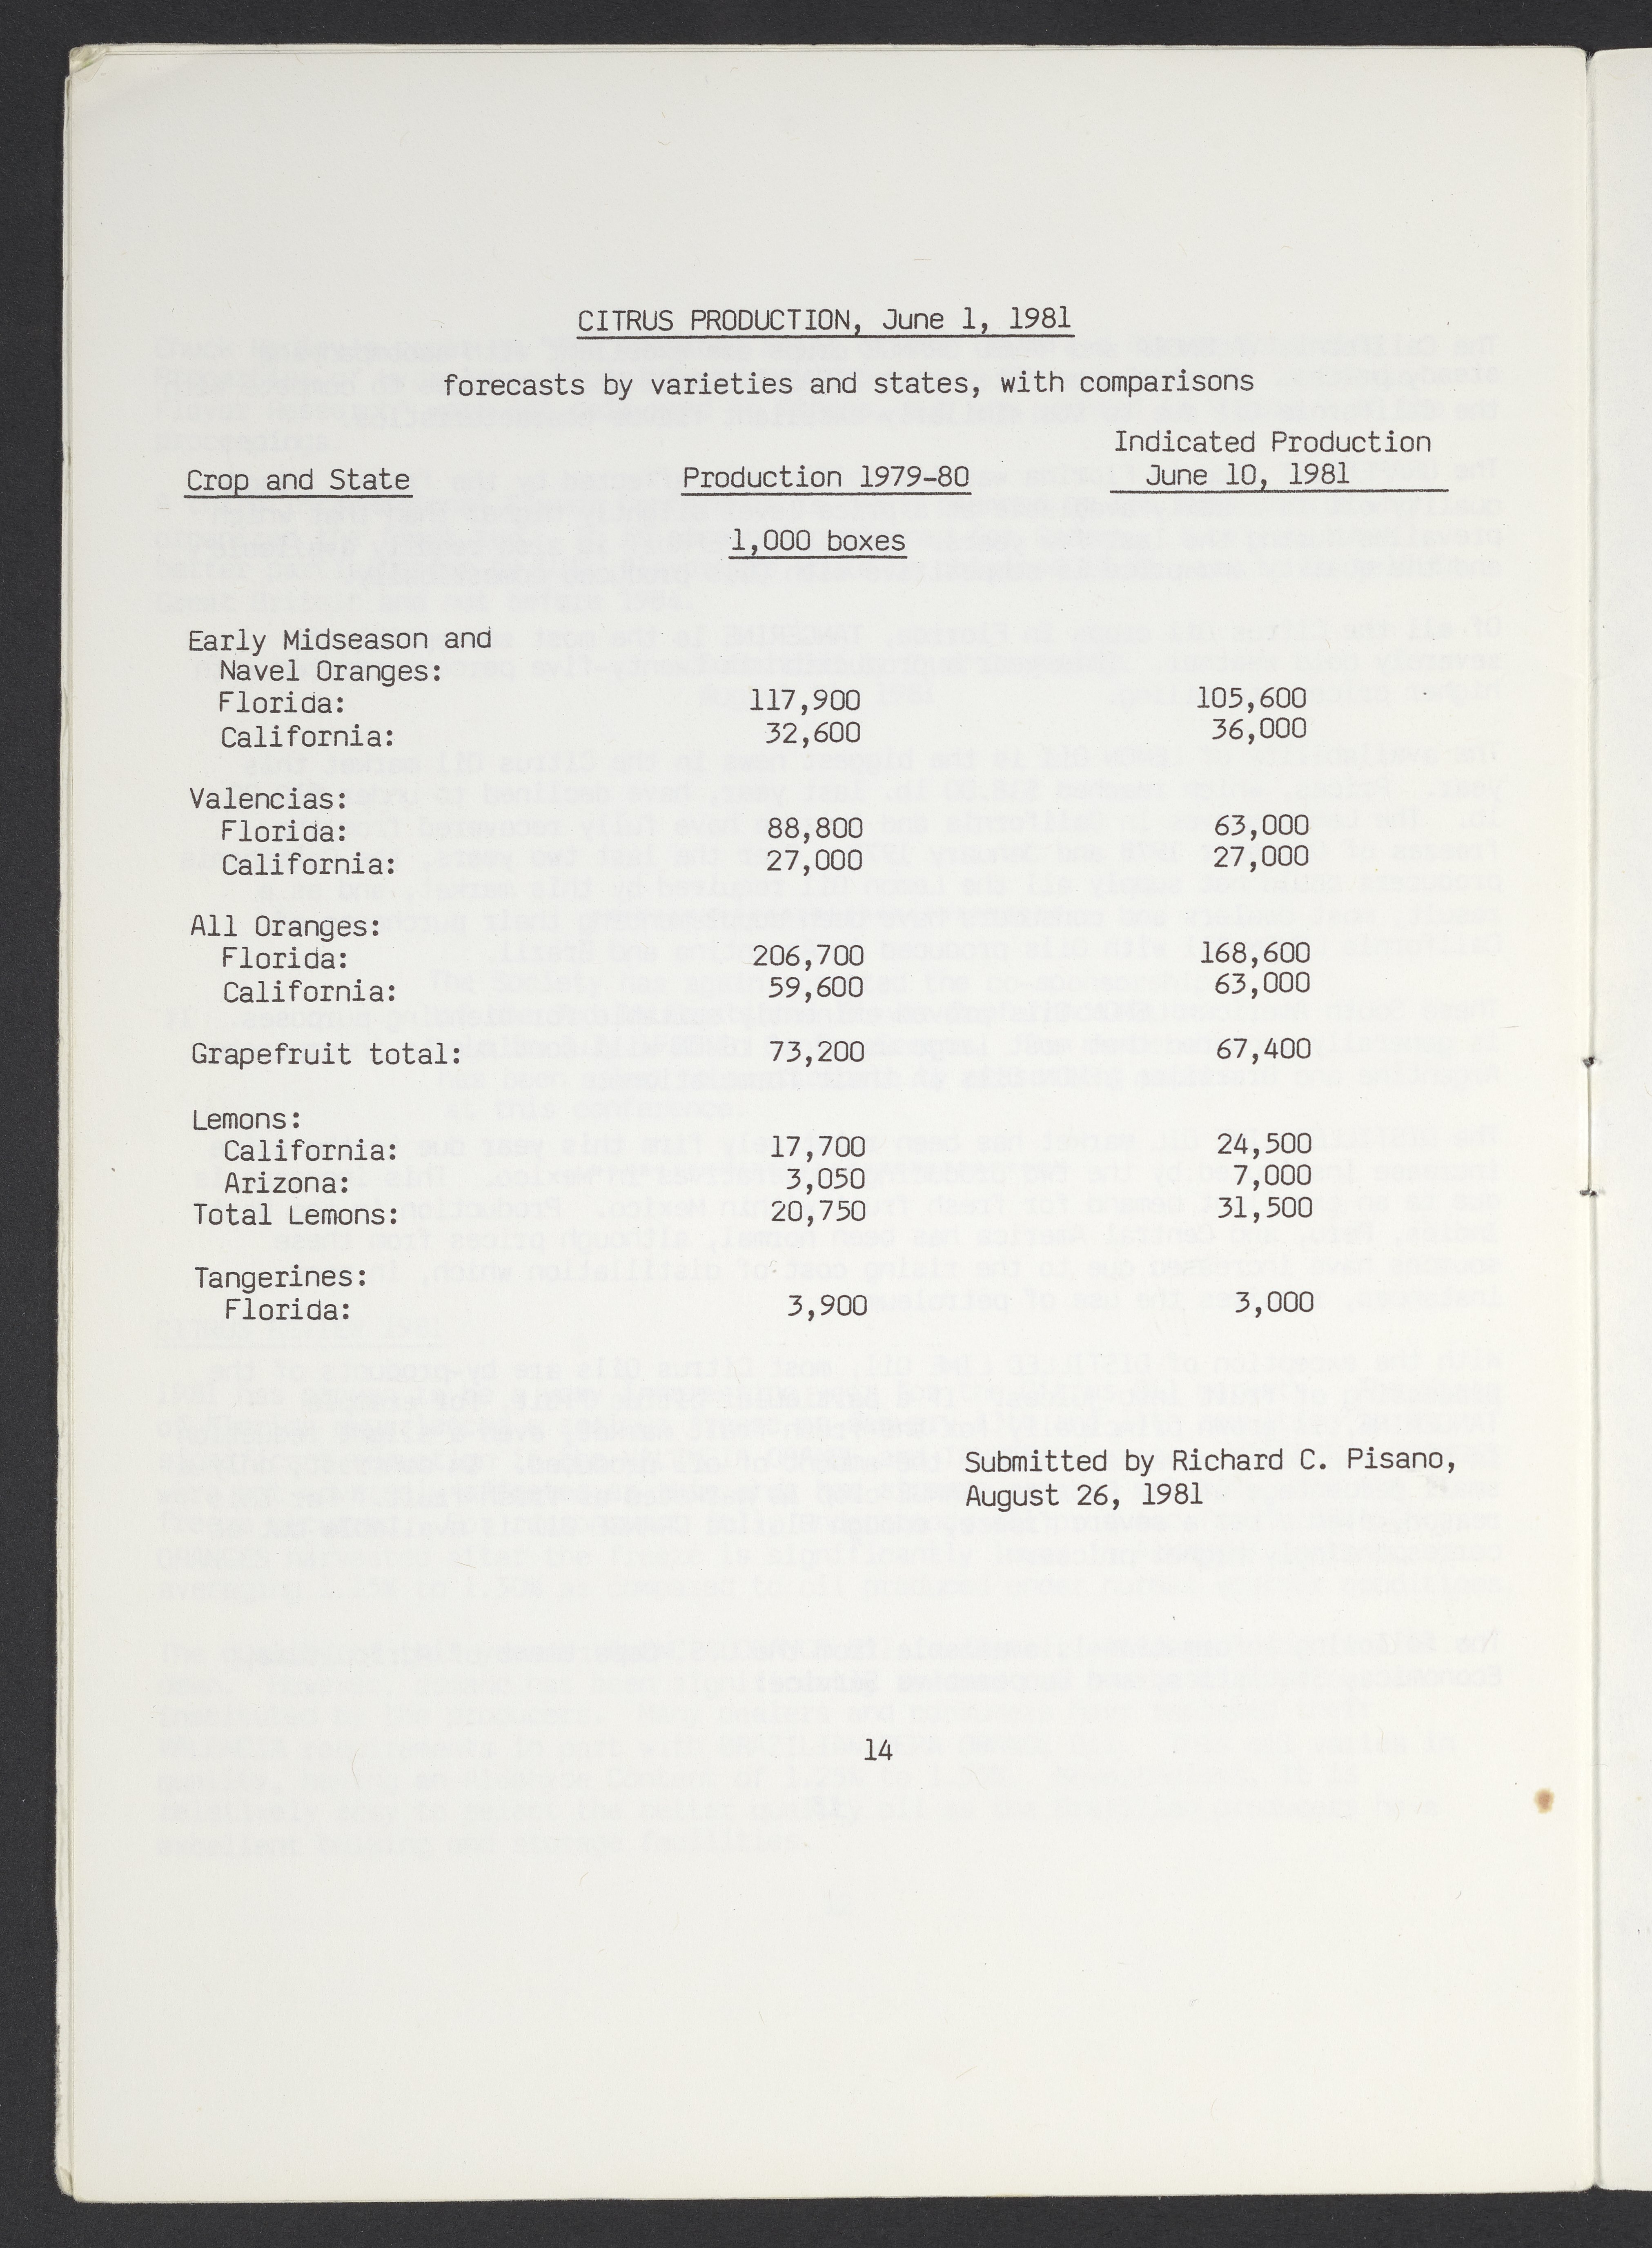 CITRUS PRODUCTION, June 1, 1981
forecasts by varieties and states, with comparisons
Indicated Production
Crop and State Production 1979-80 June 10, 1981
1,000 boxes
Early Midseason and
Navel Oranges:
Florida: 117,900 105,600
California: 32,600 36,000
Valencias:
Florida: 88,800 63,000
California: 27,000 27,000
All Oranges:
Florida: 206,700 168,600
California: 59,600 63,000
Grapefruit total: 73,200 67,400
Lemons:
California: 17,700 24,500
Arizona: 3,050 7,000
Total Lemons: 20,750 31,500
Tangerines:
Florida: 3,900 3,000
Submitted by Richard C. Pisano,
August 26, 1981
14